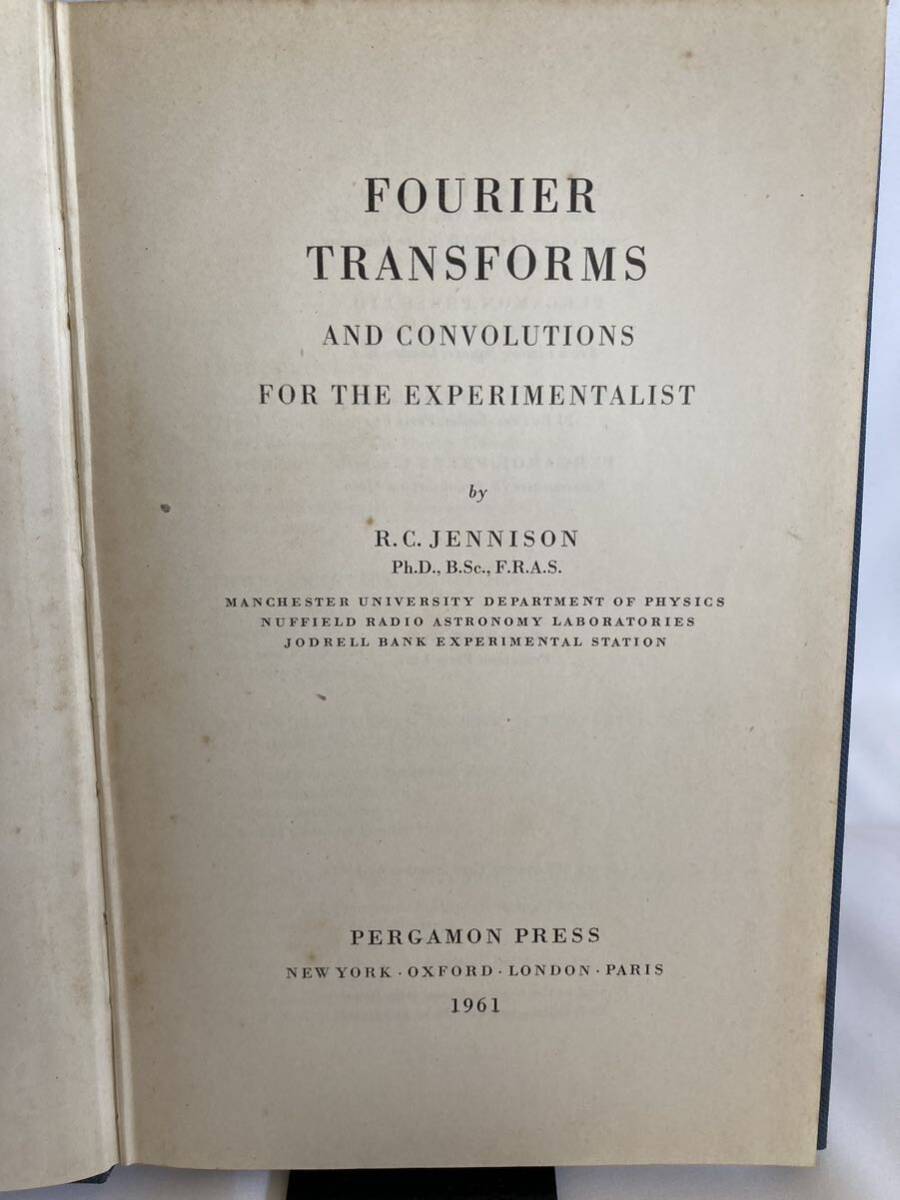 FOURIER
TRANSFORMS
AND CONVOLUTIONS
FOR THE EXPERIMENTALIST
by
R. C. JENNISON
Ph.D., B.Sc., F.R.A.S.
MANCHESTER UNIVERSITY DEPARTMENT OF PHYSICS
NUFFIELD RADIO ASTRONOMY LABORATORIES
JODRELL BANK EXPERIMENTAL STATION
PERGAMON PRESS
NEW YORK · OXFORD · LONDON · PARIS
1961